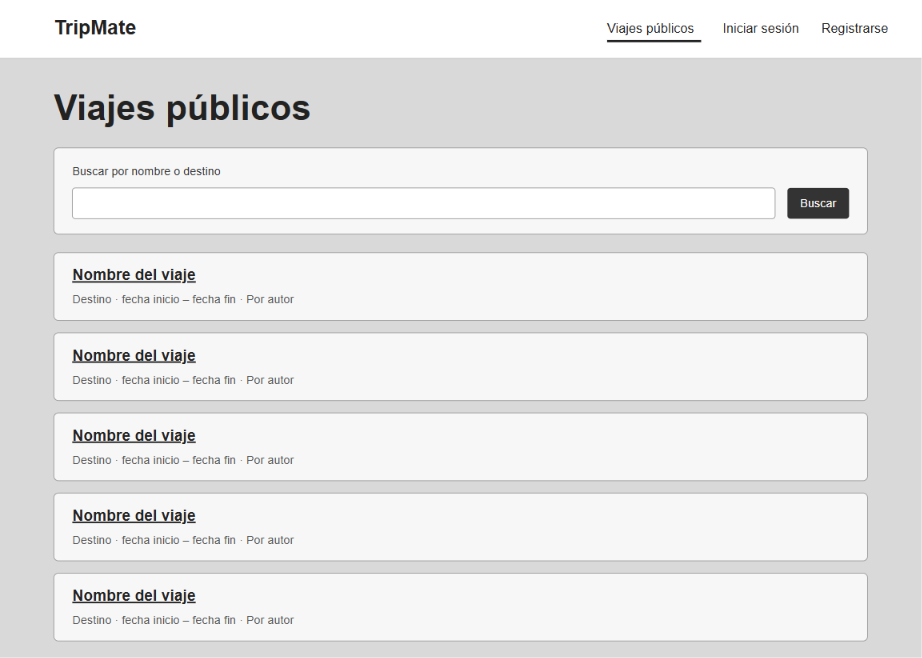 TripMate
Viajes públicos
Iniciar sesión
Registrarse
Viajes públicos
Buscar por nombre o destino
Buscar
Nombre del viaje
Destino · fecha inicio – fecha fin · Por autor
Nombre del viaje
Destino · fecha inicio – fecha fin · Por autor
Nombre del viaje
Destino · fecha inicio – fecha fin · Por autor
Nombre del viaje
Destino · fecha inicio – fecha fin · Por autor
Nombre del viaje
Destino · fecha inicio – fecha fin · Por autor